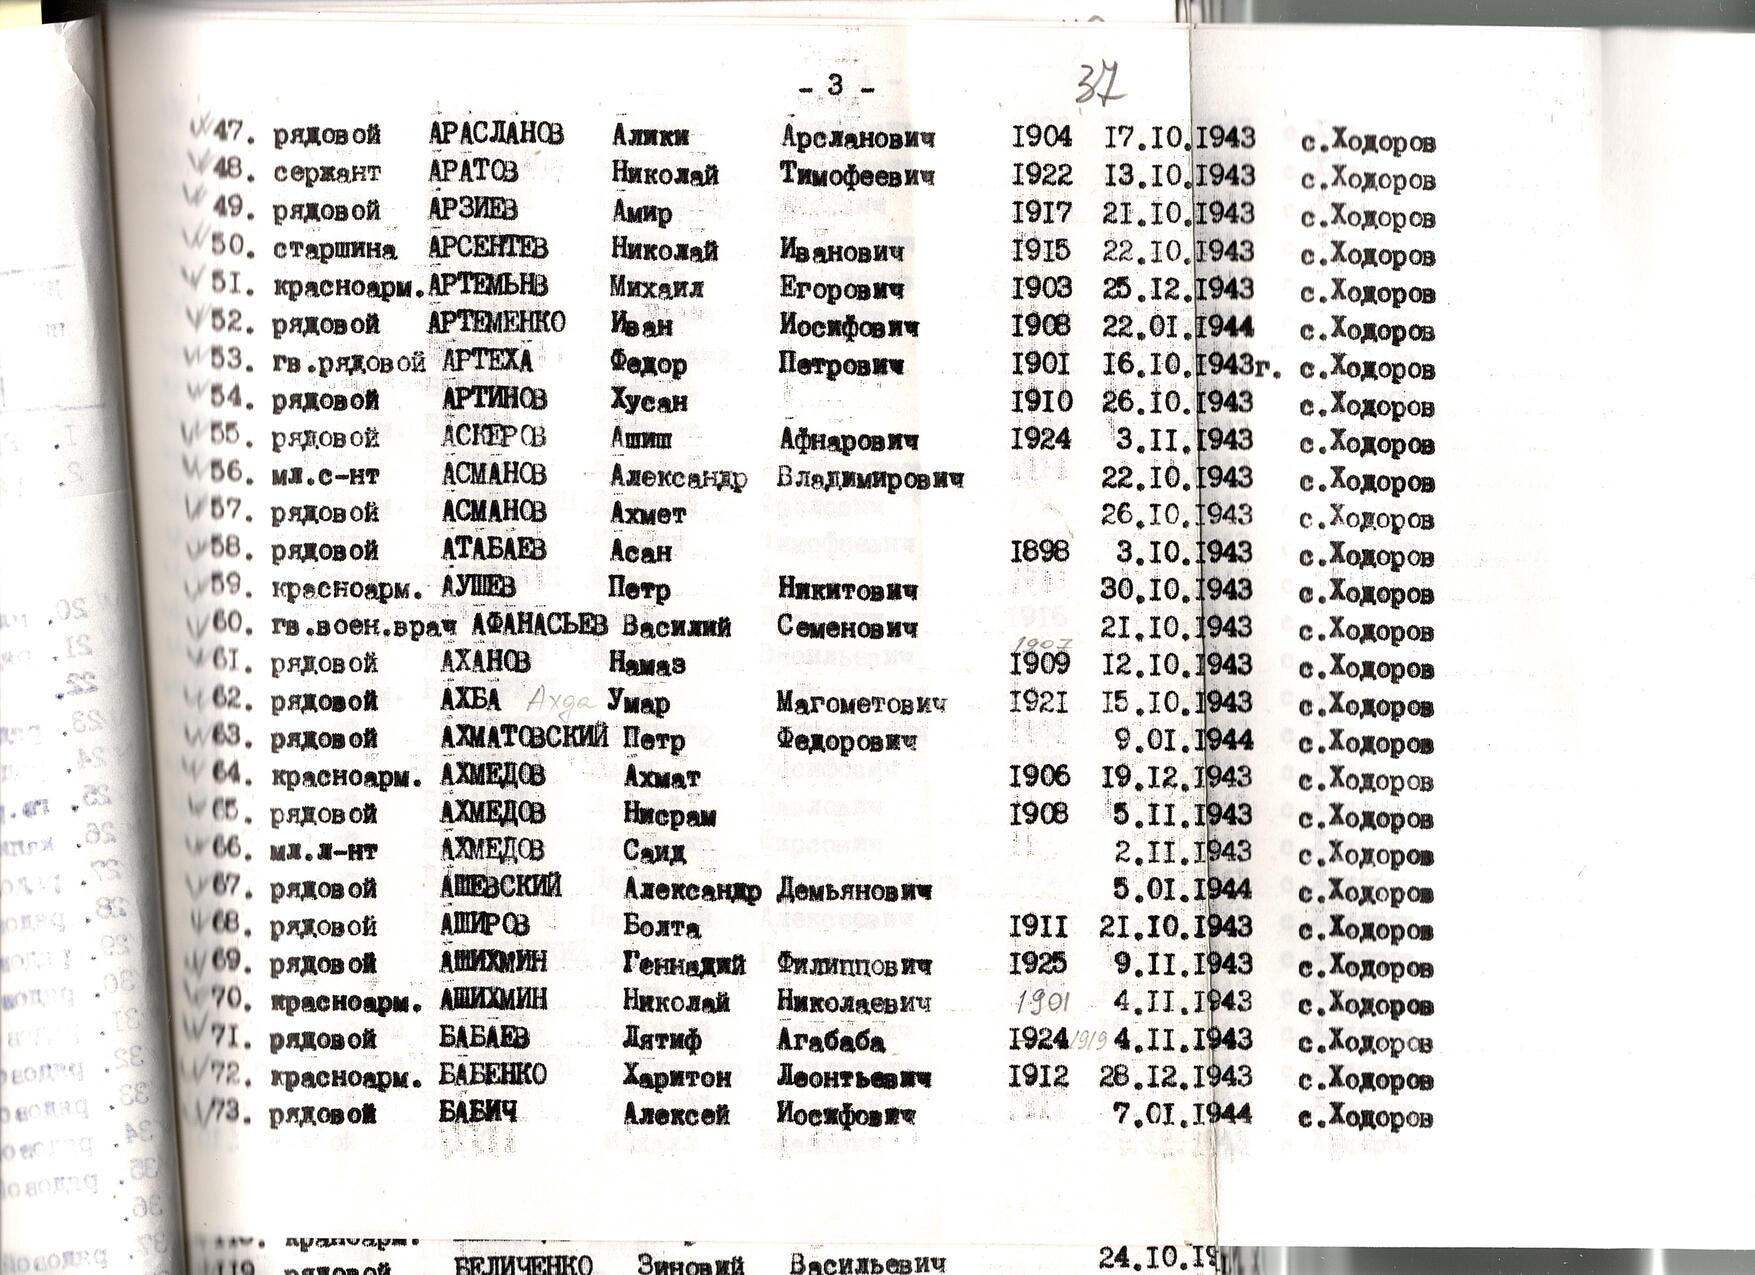 - 3 -
37
47. рядовой АРАСЛАНОВ Алики Арсланович 1904 17.10.1943 с.Ходоров
48. сержант АРАТОВ Николай Тимофеевич 1922 13.10.1943 с.Ходоров
49. рядовой АРЗИЕВ Амир 1917 21.10.1943 с.Ходоров
50. старшина АРСЕНТЕВ Николай Иванович 1915 22.10.1943 с.Ходоров
51. красноарм. АРТЕМЬНВ Михаил Егорович 1903 25.12.1943 с.Ходоров
52. рядовой АРТЕМЕНКО Иван Иосифович 1908 22.01.1944 с.Ходоров
53. гв.рядовой АРТЕХА Федор Петрович 1901 16.10.1943г. с.Ходоров
54. рядовой АРТИНОВ Хусан 1910 26.10.1943 с.Ходоров
55. рядовой АСКЕРОВ Ашиш Афнарович 1924 3.11.1943 с.Ходоров
56. мл.с-нт АСМАНОВ Александр Владимирович 22.10.1943 с.Ходоров
57. рядовой АСМАНОВ Ахмет 26.10.1943 с.Ходоров
58. рядовой АТАБАЕВ Асан 1898 3.10.1943 с.Ходоров
59. красноарм. АУШЕВ Петр Никитович 30.10.1943 с.Ходоров
60. гв.воен.врач АФАНАСЬЕВ Василий Семенович 21.10.1943 с.Ходоров
1907
61. рядовой АХАНОВ Намаз 1909 12.10.1943 с.Ходоров
62. рядовой АХБА Ахда Умар Магометович 1921 15.10.1943 с.Ходоров
63. рядовой АХМАТОВСКИЙ Петр Федорович 9.01.1944 с.Ходоров
64. красноарм. АХМЕДОВ Ахмат 1906 19.12.1943 с.Ходоров
65. рядовой АХМЕДОВ Нисрам 1908 5.11.1943 с.Ходоров
66. мл.л-нт АХМЕДОВ Саид 2.11.1943 с.Ходоров
67. рядовой АШЕВСКИЙ Александр Демьянович 5.01.1944 с.Ходоров
68. рядовой АШИРОВ Болта 1911 21.10.1943 с.Ходоров
69. рядовой АШИХМИН Геннадий Филиппович 1925 9.11.1943 с.Ходоров
70. красноарм. АШИХМИН Николай Николаевич 1901 4.11.1943 с.Ходоров
71. рядовой БАБАЕВ Лятиф Агабаба 1924 1919 4.11.1943 с.Ходоров
72. красноарм. БАБЕНКО Харитон Леонтьевич 1912 28.12.1943 с.Ходоров
73. рядовой БАБИЧ Алексей Иосифович 7.01.1944 с.Ходоров
красноарм.
119 рядовой БЕЛИЧЕНКО Зиновий Васильевич 24.10.19